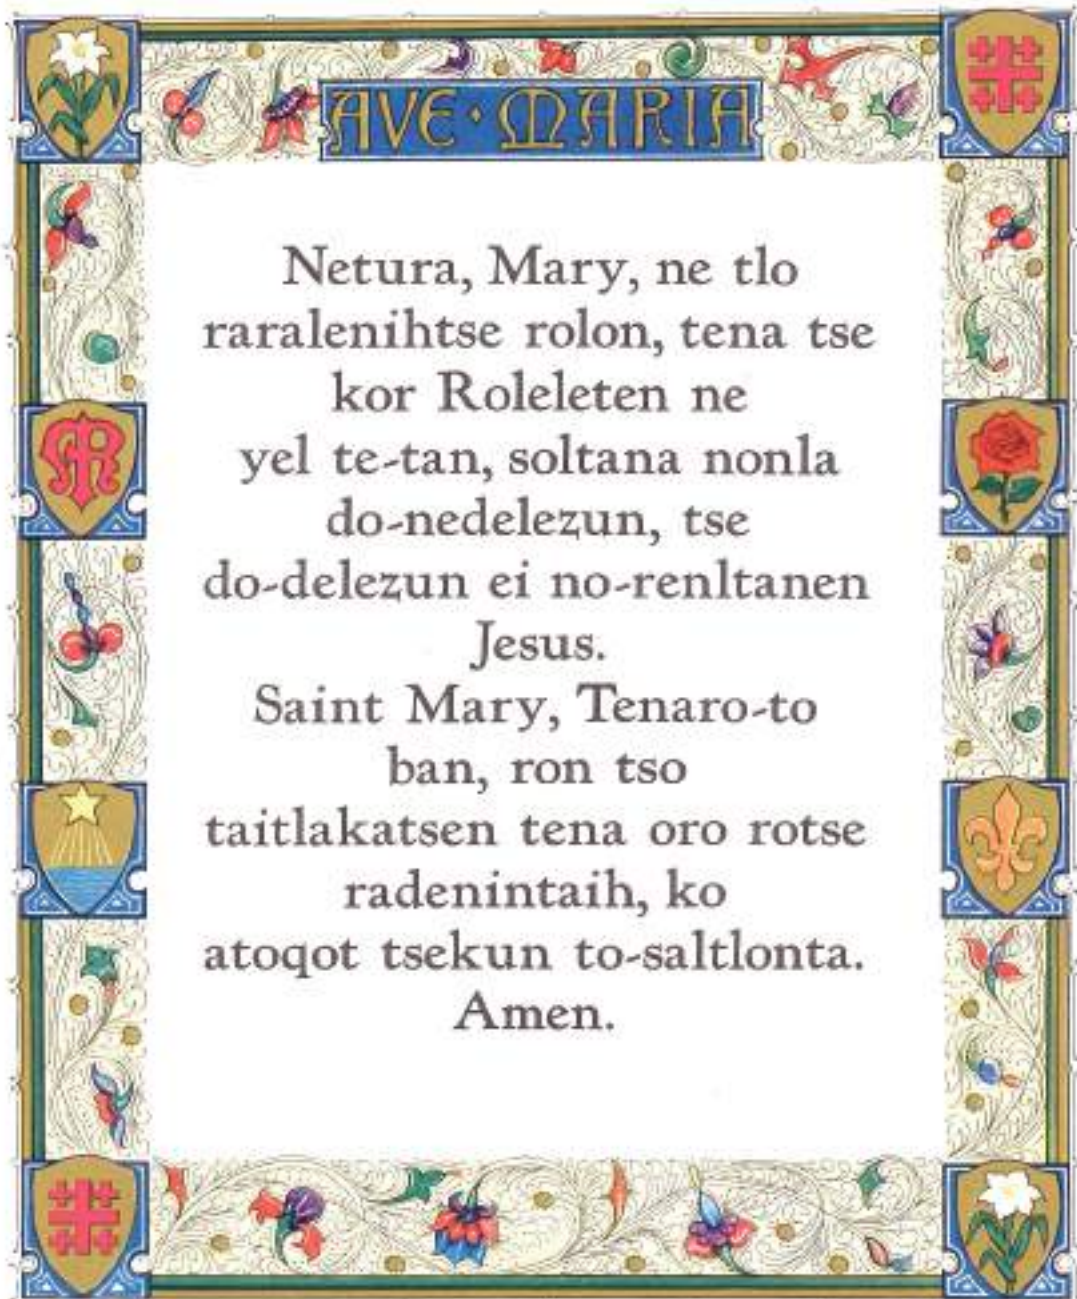 AVE · MARIA
Netura, Mary, ne tlo
raralenihtse rolon, tena tse
kor Roleleten ne
yel te-tan, soltana nonla
do-nedelezun, tse
do-delezun ei no-renltanen
Jesus.
Saint Mary, Tenaro-to
ban, ron tso
taitlakatsen tena oro rotse
radenintaih, ko
atoqot tsekun to-saltlonta.
Amen.